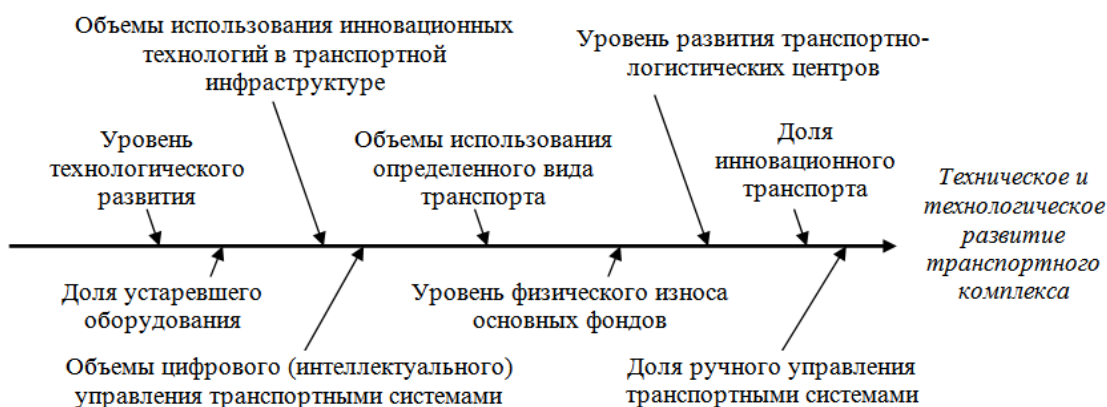 Объемы использования инновационных
технологий в транспортной
инфраструктуре
Уровень развития транспортно-
логистических центров
Уровень
технологического
развития
Объемы использования
определенного вида
транспорта
Доля
инновационного
транспорта
Техническое и
технологическое
развитие
транспортного
комплекса
Доля устаревшего
оборудования
Уровень физического износа
основных фондов
Объемы цифрового (интеллектуального)
управления транспортными системами
Доля ручного управления
транспортными системами